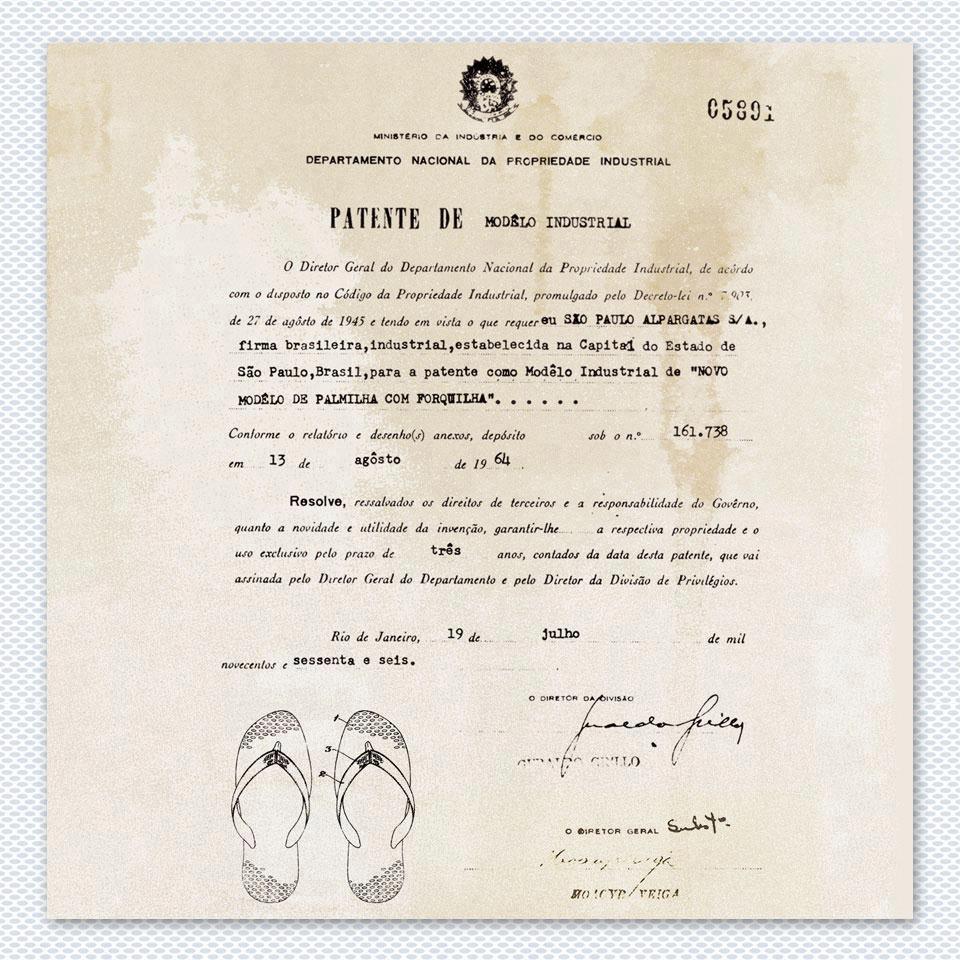 05891
MINISTÉRIO DA INDÚSTRIA E DO COMÉRCIO
DEPARTAMENTO NACIONAL DA PROPRIEDADE INDUSTRIAL
PATENTE DE MODÊLO INDUSTRIAL
O Diretor Geral do Departamento Nacional da Propriedade Industrial, de acôrdo
com o disposto no Código da Propriedade Industrial, promulgado pelo Decreto-lei n.° 7.903,
de 27 de agôsto de 1945 e tendo em vista o que requereu SÃO PAULO ALPARGATAS S/A.,
firma brasileira,industrial,estabelecida na Capital do Estado de
São Paulo,Brasil,para a patente como Modêlo Industrial de "NOVO
MODÊLO DE PALMILHA COM FORQUILHA". . . . . .
Conforme o relatório e desenho(s) anexos, depósito sob o n.° 161.738
em 13 de agôsto de 19 64.
Resolve, ressalvados os direitos de terceiros e a responsabilidade do Govêrno,
quanto a novidade e utilidade da invenção, garantir-lhe a respectiva propriedade e o
uso exclusivo pelo prazo de três anos, contados da data desta patente, que vai
assinada pelo Diretor Geral do Departamento e pelo Diretor da Divisão de Privilégios.
Rio de Janeiro, 19 de julho de mil
novecentos e sessenta e seis.
O DIRETOR DA DIVISÃO
GERALDO GRILLO
O DIRETOR GERAL Substo
MOACYR VEIGA
1
3
2